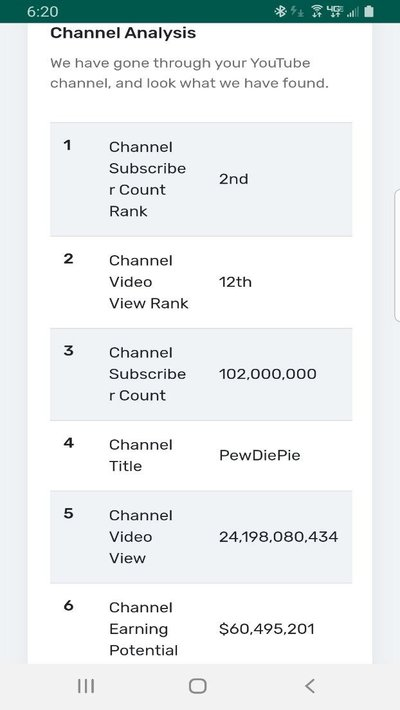 6:20
Channel Analysis
We have gone through your YouTube
channel, and look what we have found.
1 Channel
Subscribe
r Count
Rank
2nd
2 Channel
Video
View Rank
12th
3 Channel
Subscribe
r Count
102,000,000
4 Channel
Title
PewDiePie
5 Channel
Video
View
24,198,080,434
6 Channel
Earning
Potential
$60,495,201